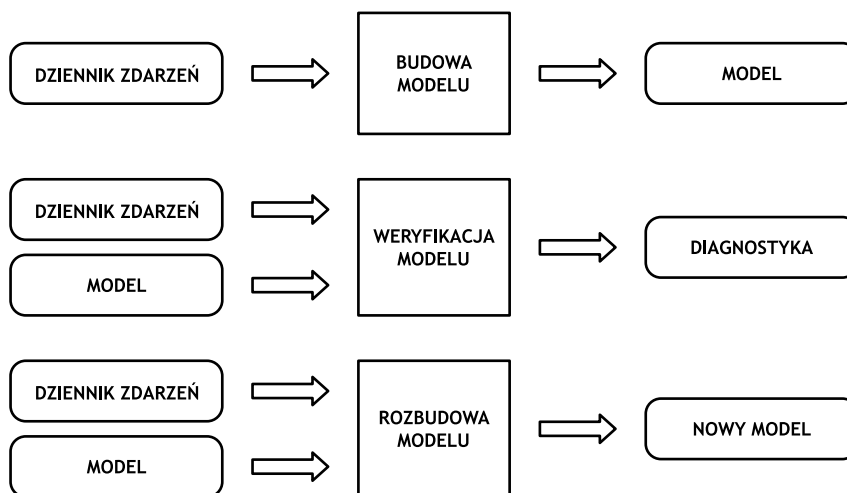 DZIENNIK ZDARZEŃ
BUDOWA
MODELU
MODEL
DZIENNIK ZDARZEŃ
MODEL
WERYFIKACJA
MODELU
DIAGNOSTYKA
DZIENNIK ZDARZEŃ
MODEL
ROZBUDOWA
MODELU
NOWY MODEL